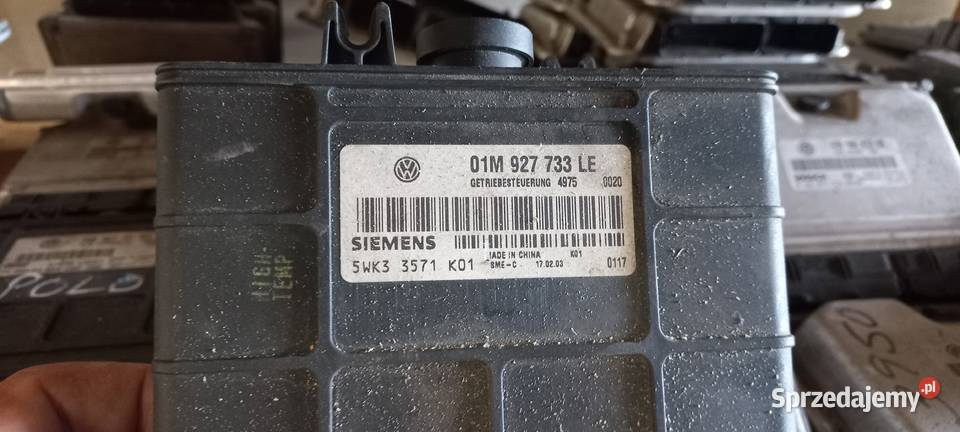 01M 927 733 LE
GETRIEBESTEUERUNG 4975 0020
SIEMENS
MADE IN CHINA K01
5WK3 3571 K01 SME-C 17.02.03 0117
HIGH-
TEMP
POLO
950
Sprzedajemy.pl